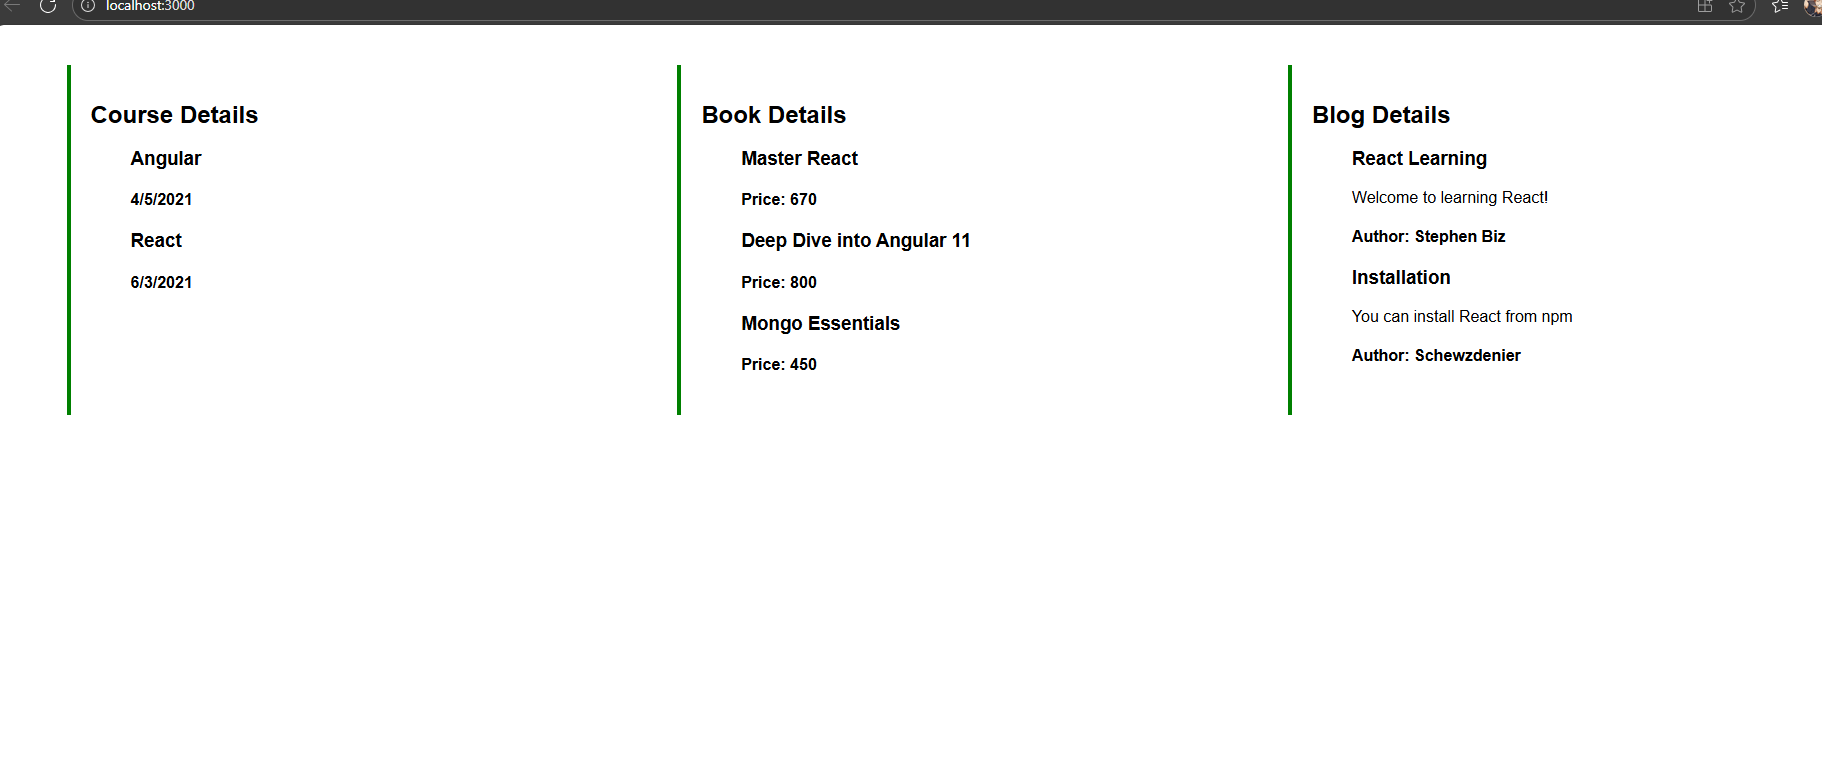 localhost:3000
Course Details
Angular
4/5/2021
React
6/3/2021
Book Details
Master React
Price: 670
Deep Dive into Angular 11
Price: 800
Mongo Essentials
Price: 450
Blog Details
React Learning
Welcome to learning React!
Author: Stephen Biz
Installation
You can install React from npm
Author: Schewzdenier